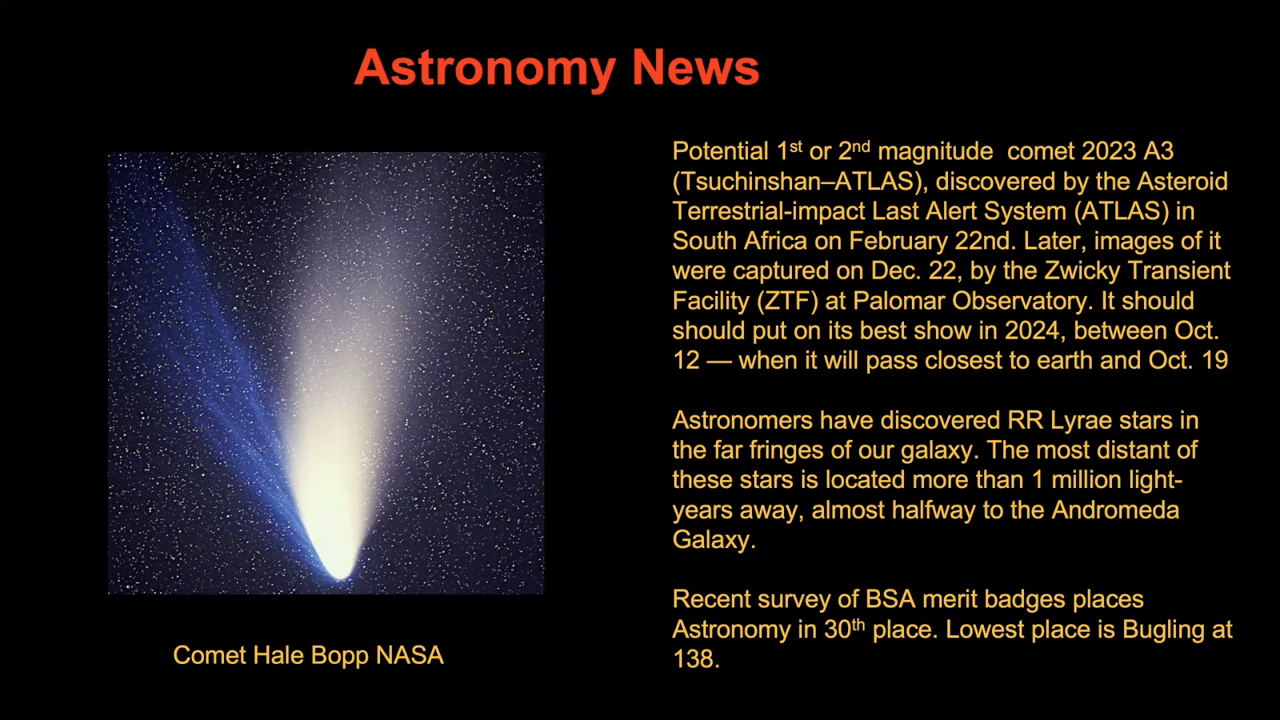 Astronomy News
Potential 1st or 2nd magnitude comet 2023 A3
(Tsuchinshan–ATLAS), discovered by the Asteroid
Terrestrial-impact Last Alert System (ATLAS) in
South Africa on February 22nd. Later, images of it
were captured on Dec. 22, by the Zwicky Transient
Facility (ZTF) at Palomar Observatory. It should
should put on its best show in 2024, between Oct.
12 — when it will pass closest to earth and Oct. 19
Astronomers have discovered RR Lyrae stars in
the far fringes of our galaxy. The most distant of
these stars is located more than 1 million light-
years away, almost halfway to the Andromeda
Galaxy.
Recent survey of BSA merit badges places
Astronomy in 30th place. Lowest place is Bugling at
138.
Comet Hale Bopp NASA